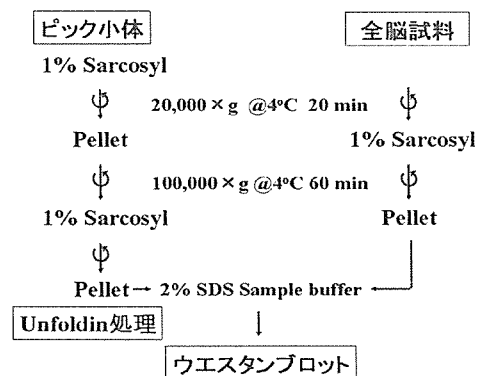 ピック小体 全脳試料
1% Sarcosyl
20,000×g @4°C 20 min
Pellet 1% Sarcosyl
100,000×g @4°C 60 min
1% Sarcosyl Pellet
Pellet 2% SDS Sample buffer
Unfoldin処理
ウエスタンブロット